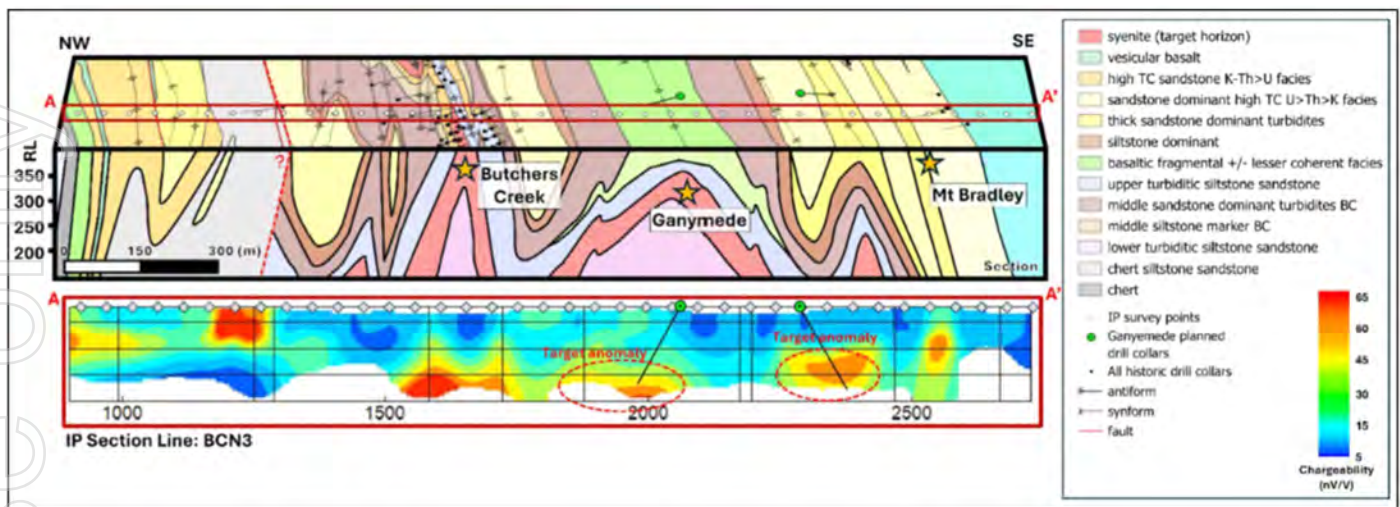 NW
SE
A
A'
RL
350
300
250
200
0
150
300 (m)
Butchers
Creek
Ganymede
Mt Bradley
?
Section
A
A'
Target anomaly
Target anomaly
1000
1500
2000
2500
IP Section Line: BCN3
syenite (target horizon)
vesicular basalt
high TC sandstone K-Th>U facies
sandstone dominant high TC U>Th>K facies
thick sandstone dominant turbidites
siltstone dominant
basaltic fragmental +/- lesser coherent facies
upper turbiditic siltstone sandstone
middle sandstone dominant turbidites BC
middle siltstone marker BC
lower turbiditic siltstone sandstone
chert siltstone sandstone
chert
IP survey points
Ganyemede planned
drill collars
All historic drill collars
antiform
synform
fault
65
60
45
30
15
5
Chargeability
(nV/V)